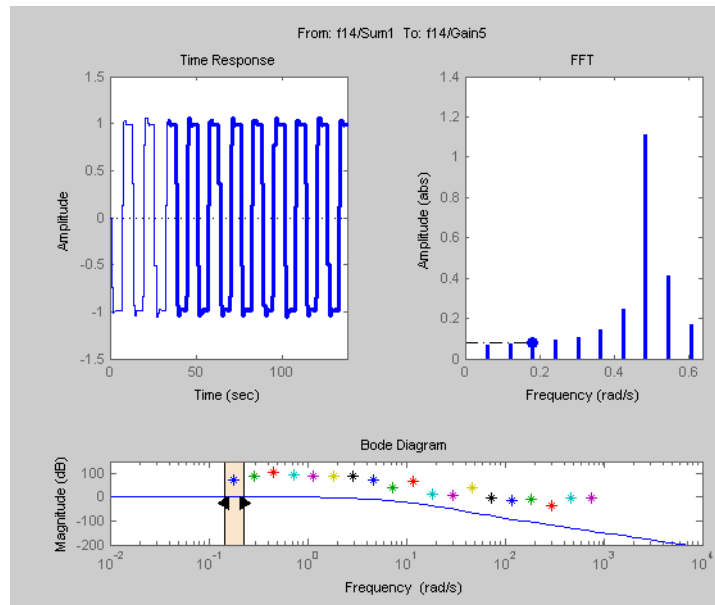 From: f14/Sum1 To: f14/Gain5
Time Response
1.5
1
0.5
0
-0.5
-1
-1.5
Amplitude
0 50 100
Time (sec)
FFT
1.4
1.2
1
0.8
0.6
0.4
0.2
0
Amplitude (abs)
0 0.2 0.4 0.6
Frequency (rad/s)
Bode Diagram
100
0
-100
-200
Magnitude (dB)
10^-2 10^-1 10^0 10^1 10^2 10^3 10^4
Frequency (rad/s)